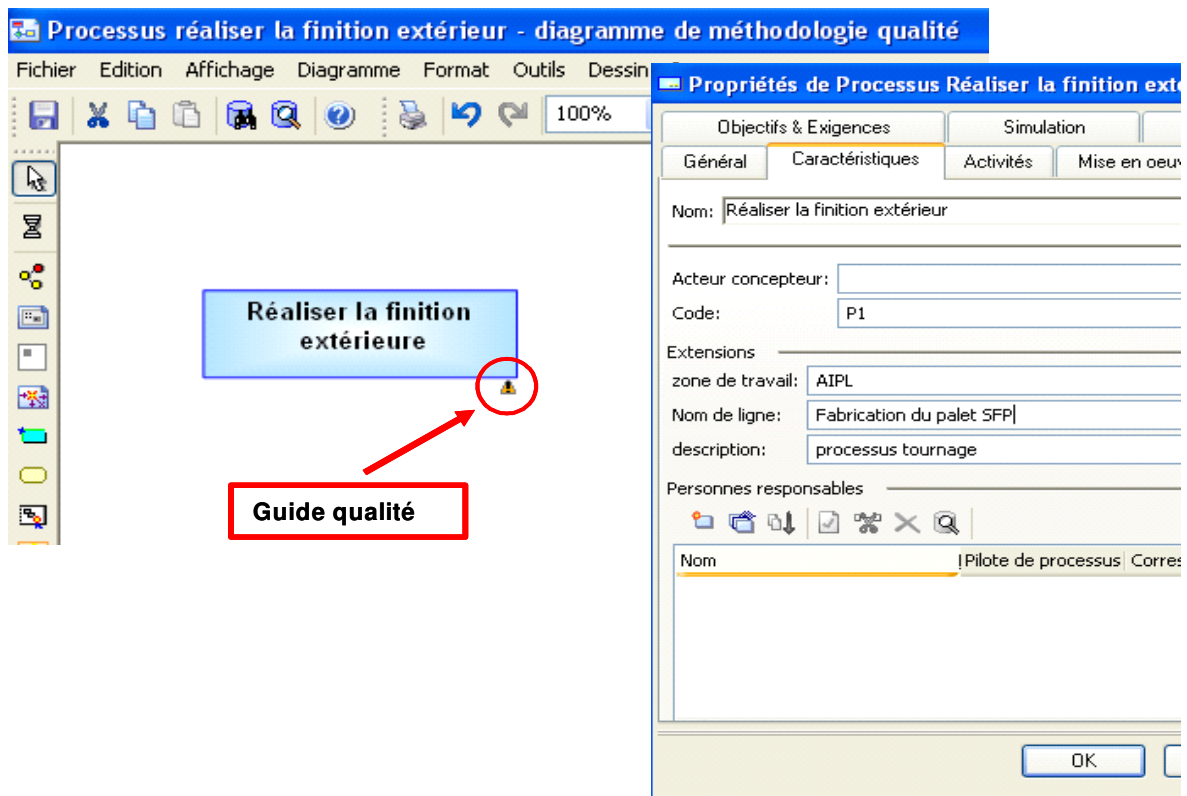 Processus réaliser la finition extérieur - diagramme de méthodologie qualité
Fichier Edition Affichage Diagramme Format Outils Dessin
100%
Réaliser la finition
extérieure
Guide qualité
Propriétés de Processus Réaliser la finition exté
Objectifs & Exigences Simulation
Général Caractéristiques Activités Mise en oeuv
Nom: Réaliser la finition extérieur
Acteur concepteur:
Code: P1
Extensions
zone de travail: AIPL
Nom de ligne: Fabrication du palet SFP
description: processus tournage
Personnes responsables
Nom Pilote de processus Corres
OK